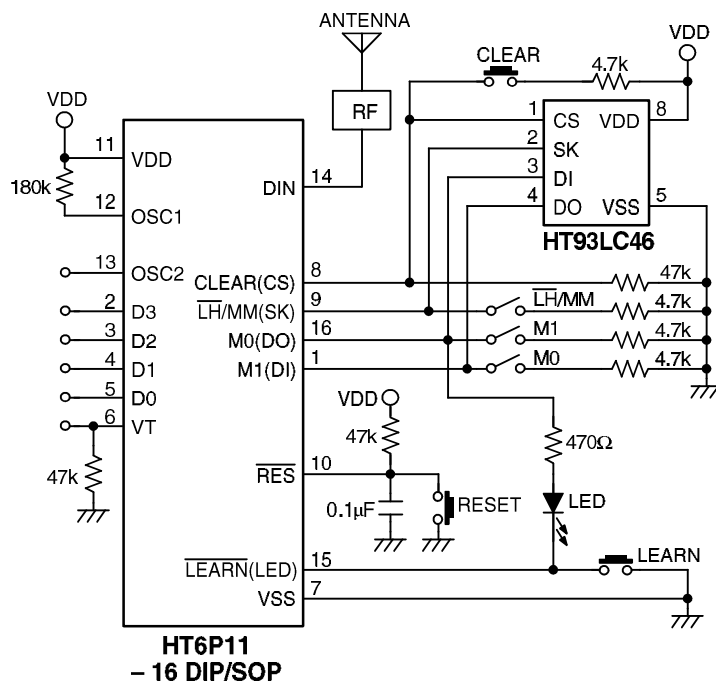 ANTENNA
VDD
CLEAR
4.7k
RF
VDD
1 CS VDD 8
2 SK
3 DI
4 DO VSS 5
HT93LC46
11 VDD
180k
12 OSC1
DIN 14
13 OSC2
CLEAR(CS) 8
47k
2 D3
LH/MM(SK) 9
LH/MM
4.7k
3 D2
M0(DO) 16
M1
4.7k
4 D1
M1(DI) 1
M0
4.7k
5 D0
6 VT
47k
VDD
47k
470Ω
RES 10
0.1µF
RESET
LED
LEARN(LED) 15
LEARN
VSS 7
HT6P11
– 16 DIP/SOP